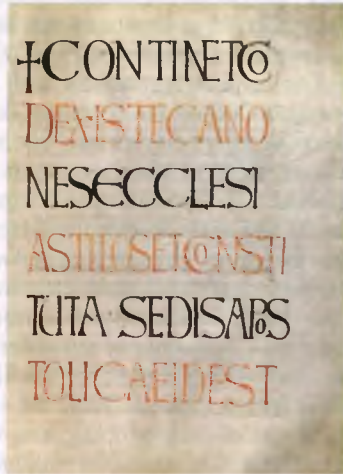 †CONTINETCO
DEXISTECANO
NESECCLESI
ASTICOSETCONSTI
TUTA SEDISAPOS
TOLICAEIDEST